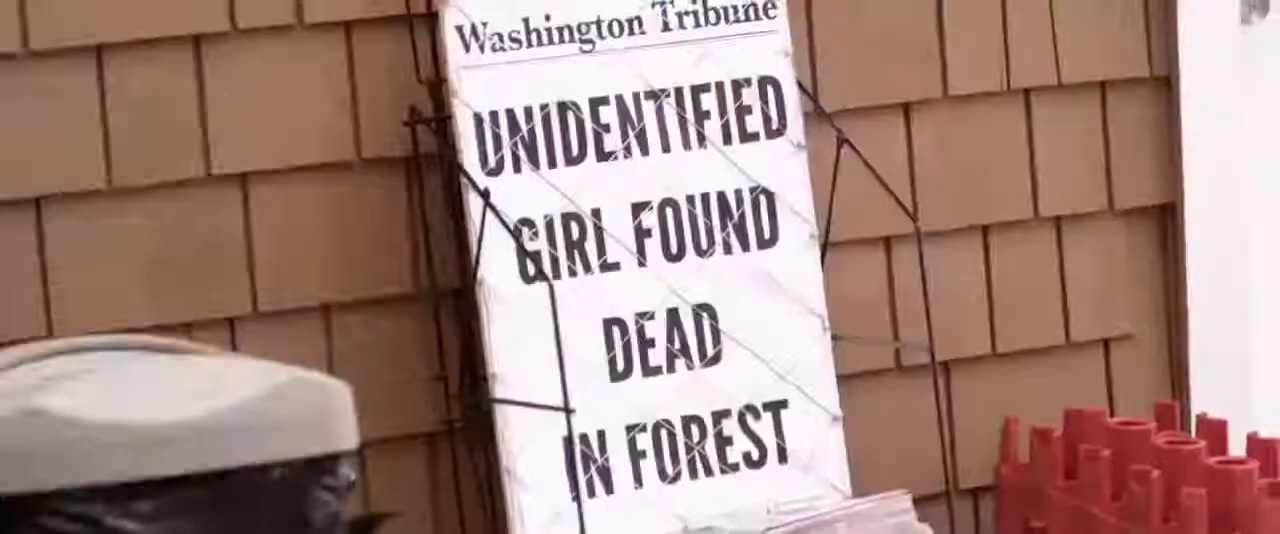 Washington Tribune
UNIDENTIFIED
GIRL FOUND
DEAD
IN FOREST